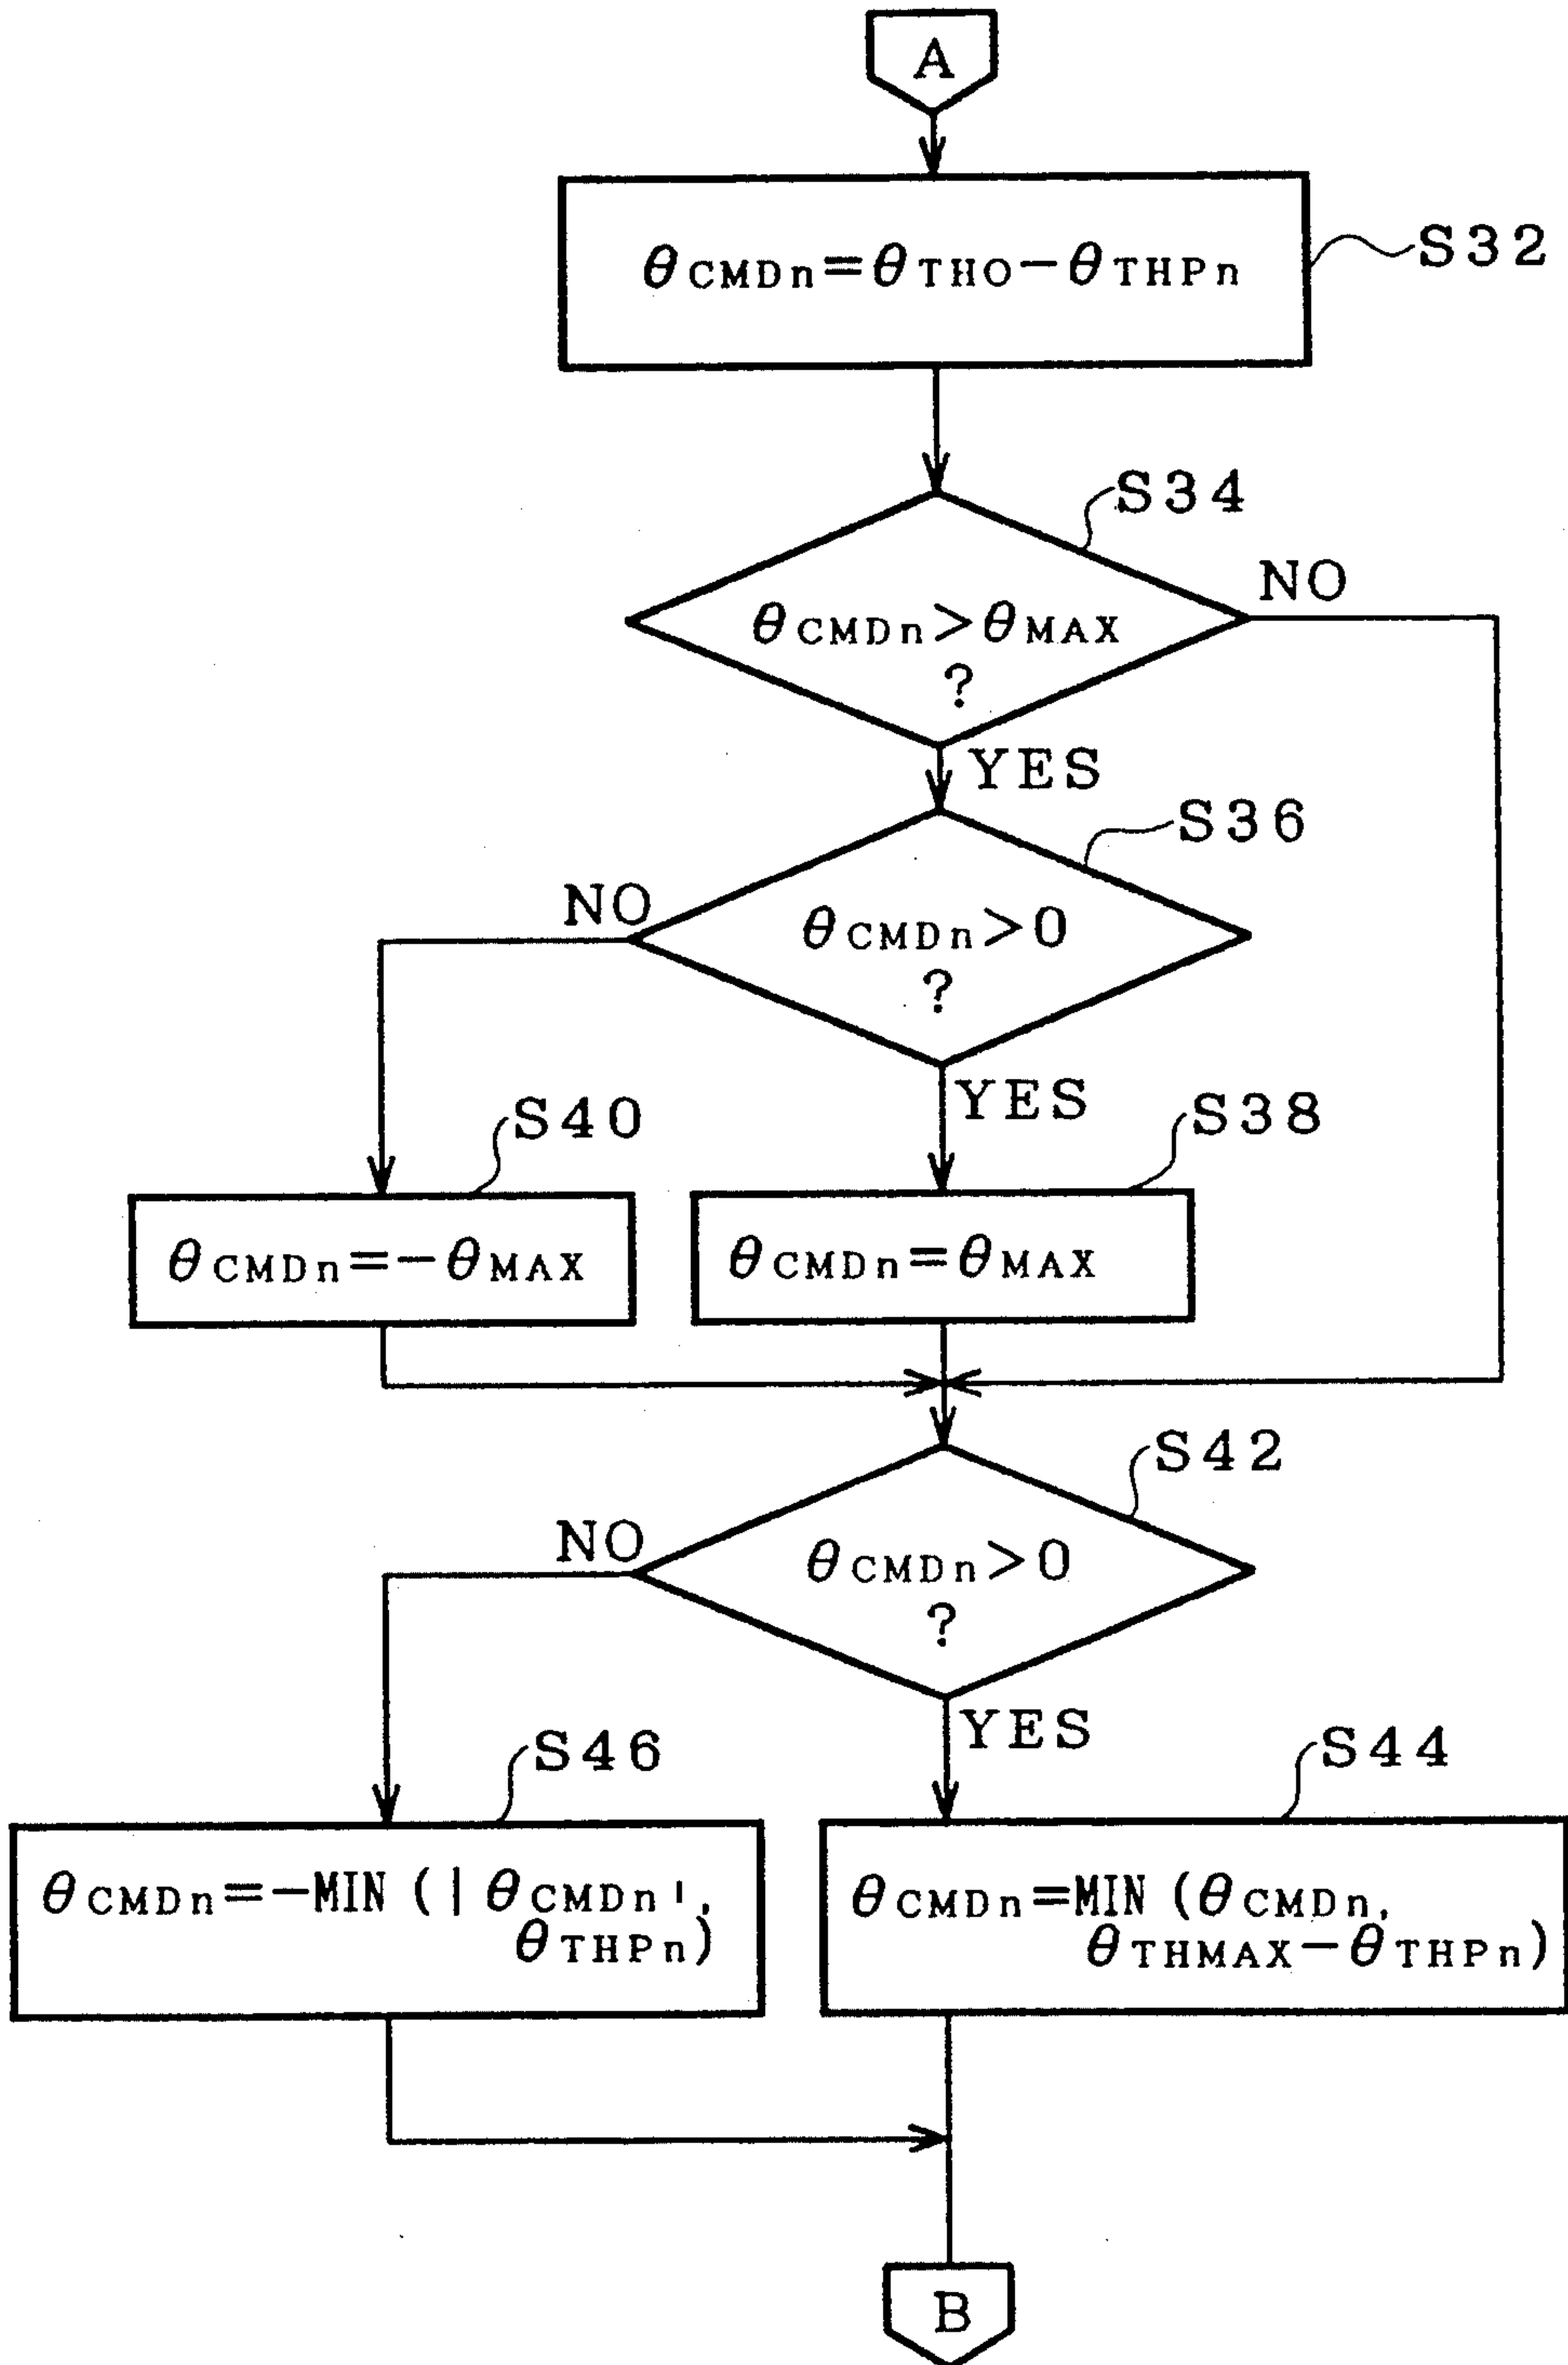 A
θCMDn=θTHO−θTHPn
S32
S34
θCMDn>θMAX
?
NO
YES
S36
θCMDn>0
?
NO
YES
S40
S38
θCMDn=−θMAX
θCMDn=θMAX
S42
θCMDn>0
?
NO
YES
S46
S44
θCMDn=−MIN (|θCMDn',
θTHPn)
θCMDn=MIN (θCMDn,
θTHMAX−θTHPn)
B